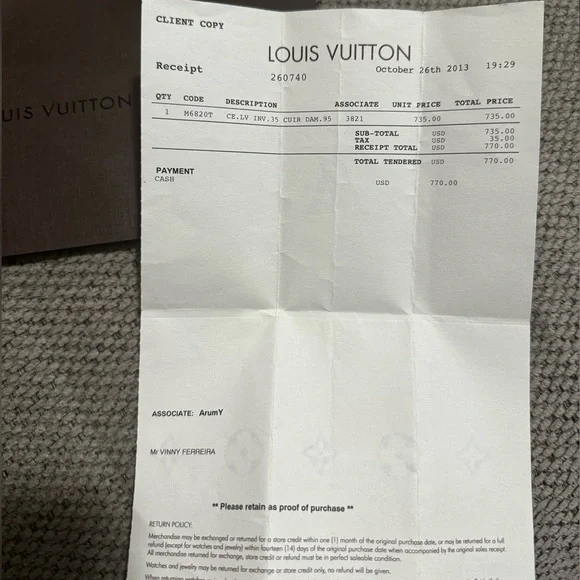 CLIENT COPY
LOUIS VUITTON
Receipt 260740 October 26th 2013 19:29
UIS VUITTON
QTY CODE DESCRIPTION ASSOCIATE UNIT PRICE TOTAL PRICE
1 M6820T CE.LV INV.35 CUIR DAM.95 3821 735.00 735.00
SUB-TOTAL USD 735.00
TAX USD 35.00
RECEIPT TOTAL USD 770.00
TOTAL TENDERED USD 770.00
PAYMENT
CASH USD 770.00
ASSOCIATE: ArumY
Mr VINNY FERREIRA
** Please retain as proof of purchase **
RETURN POLICY:
Merchandise may be exchanged or returned for a store credit within one (1) month of the original purchase date, or may be returned for a full
refund (except for watches and jewelry) within fourteen (14) days of the original purchase date when accompanied by the original sales receipt.
All merchandise returned for exchange, store credit or refund must be in perfect saleable condition.
Watches and jewelry may be returned for exchange or store credit only, no refund will be given.
When returning